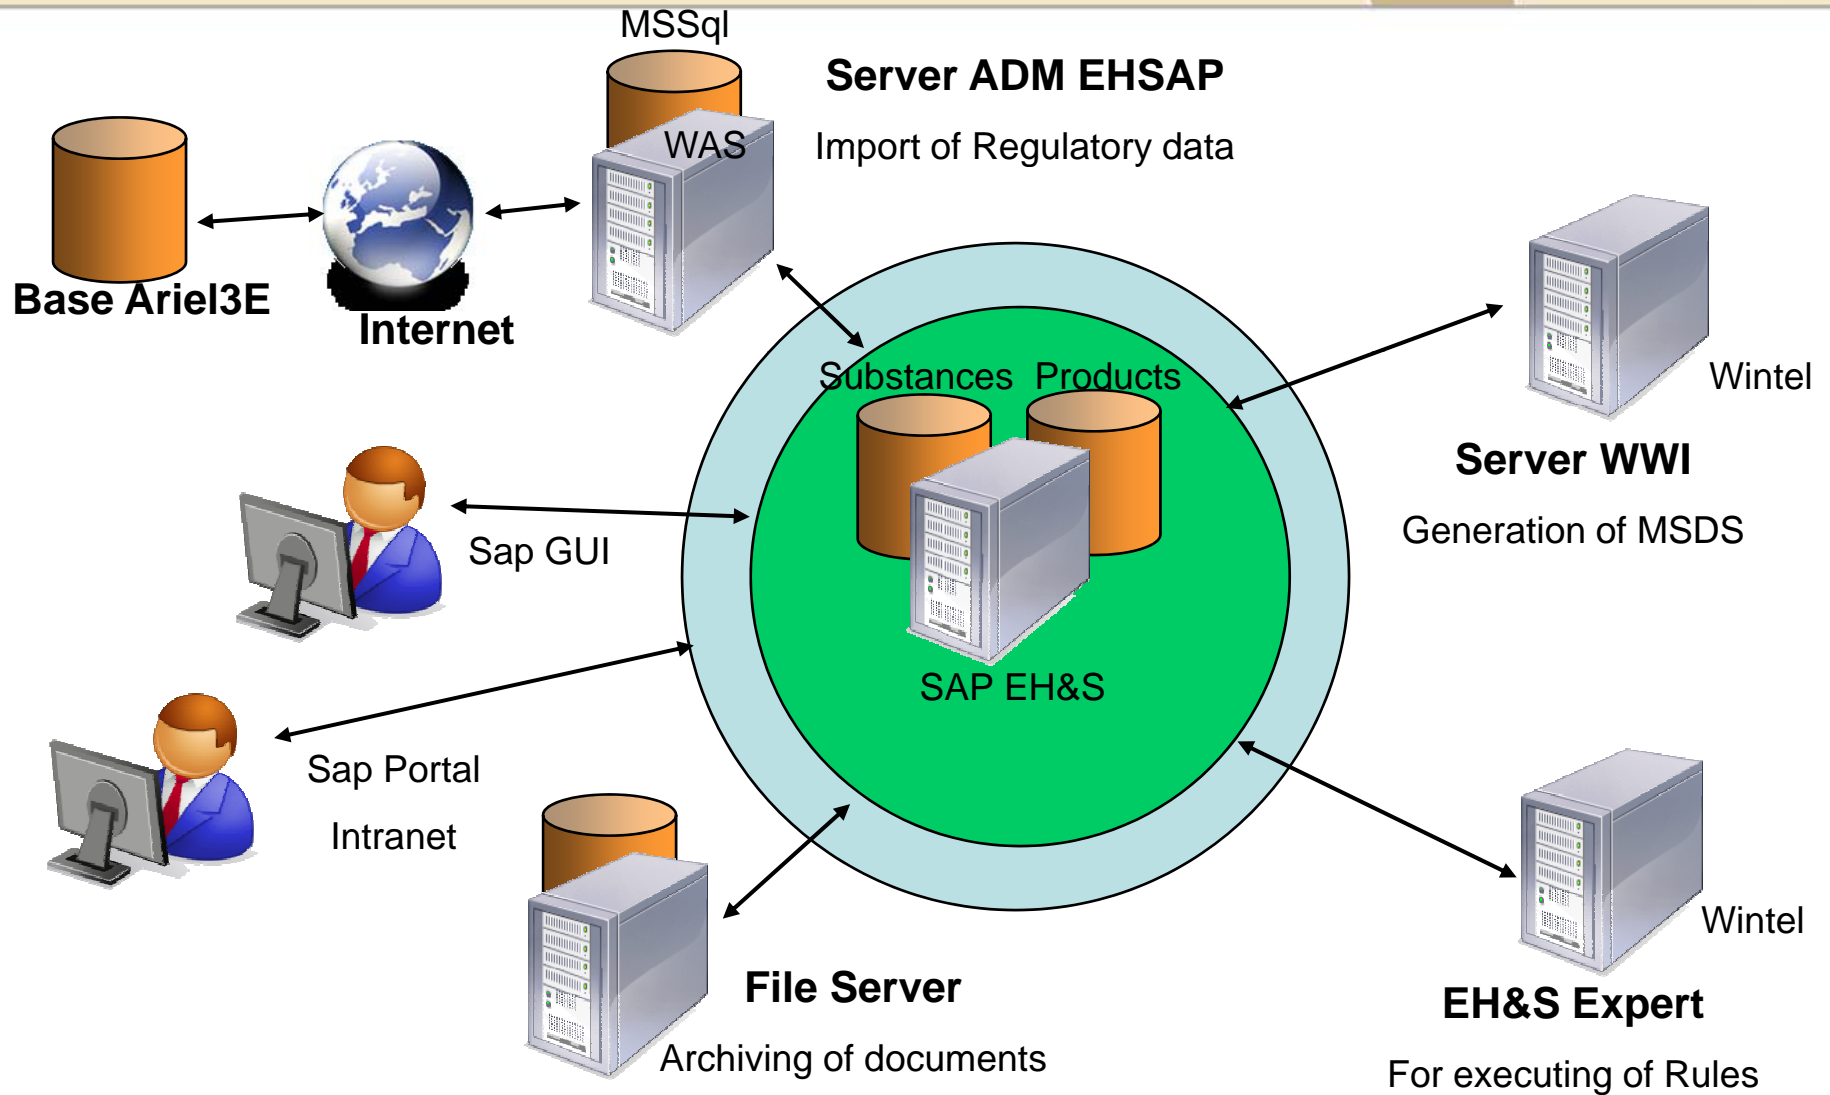 MSSql
Server ADM EHSAP
WAS
Import of Regulatory data
Base Ariel3E
Internet
Substances
Products
Wintel
Server WWI
Generation of MSDS
Sap GUI
SAP EH&S
Sap Portal
Intranet
Wintel
File Server
Archiving of documents
EH&S Expert
For executing of Rules